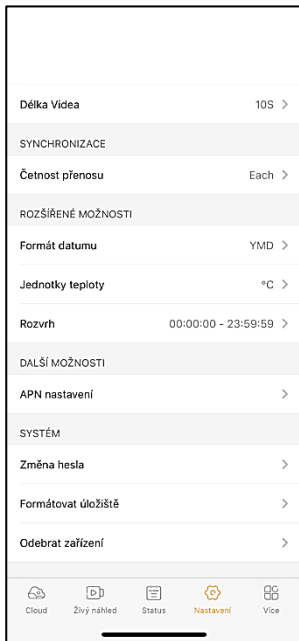 Délka Videa 10S
SYNCHRONIZACE
Četnost přenosu Each
ROZŠÍŘENÉ MOŽNOSTI
Formát datumu YMD
Jednotky teploty °C
Rozvrh 00:00:00 - 23:59:59
DALŠÍ MOŽNOSTI
APN nastavení
SYSTÉM
Změna hesla
Formátovat úložiště
Odebrat zařízení
Cloud Živý náhled Status Nastavení Více